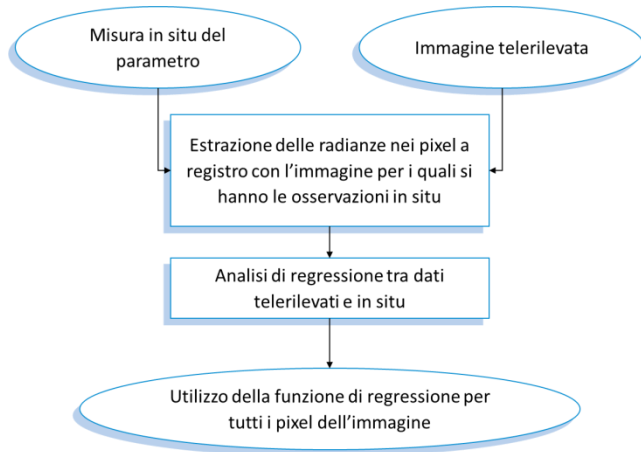 Misura in situ del
parametro
Immagine telerilevata
Estrazione delle radianze nei pixel a
registro con l'immagine per i quali si
hanno le osservazioni in situ
Analisi di regressione tra dati
telerilevati e in situ
Utilizzo della funzione di regressione per
tutti i pixel dell'immagine